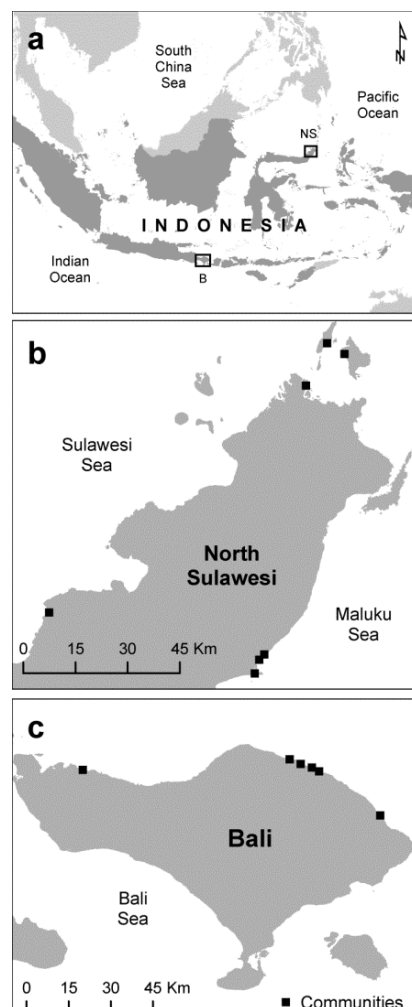 a
South
China
Sea
N
Pacific
Ocean
NS
INDONESIA
Indian
Ocean
B
b
Sulawesi
Sea
North
Sulawesi
Maluku
Sea
0 15 30 45 Km
c
Bali
Bali
Sea
0 15 30 45 Km
Communities